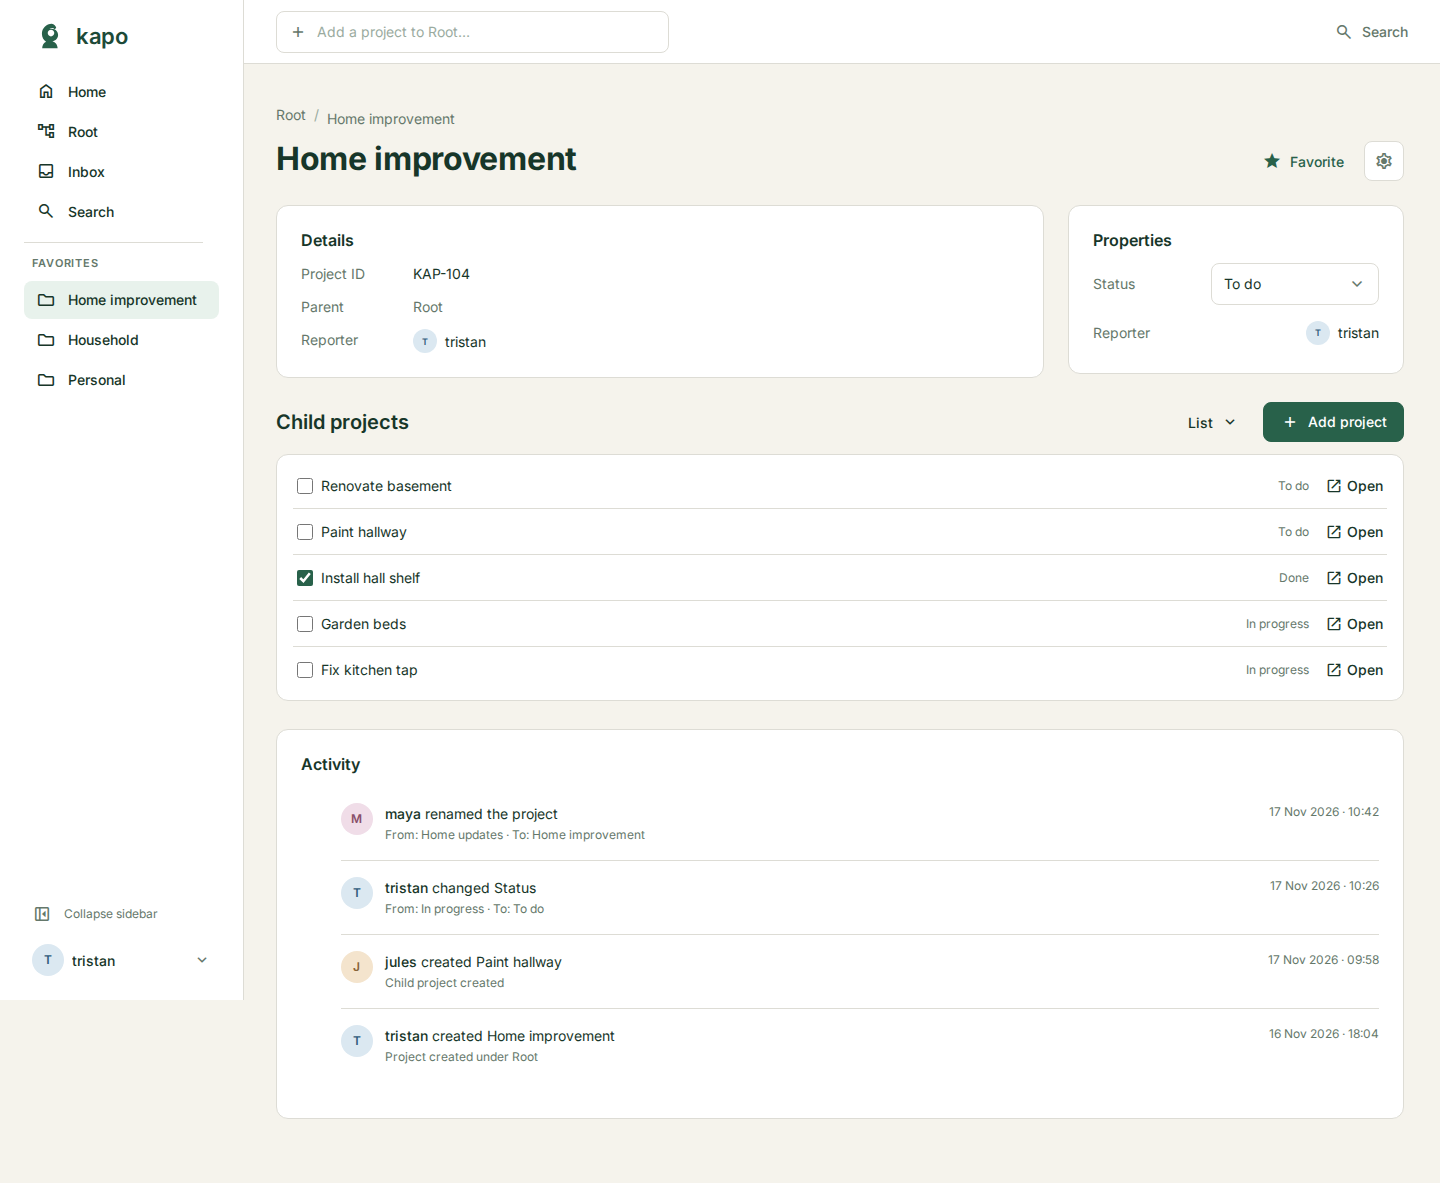 kapo
Home
Root
Inbox
Search
FAVORITES
Home improvement
Household
Personal
Collapse sidebar
T tristan
Add a project to Root...
Search
Root / Home improvement
Home improvement
Favorite
Details
Project ID KAP-104
Parent Root
Reporter T tristan
Properties
Status To do
Reporter T tristan
Child projects
List
Add project
Renovate basement To do Open
Paint hallway To do Open
Install hall shelf Done Open
Garden beds In progress Open
Fix kitchen tap In progress Open
Activity
M maya renamed the project 17 Nov 2026 · 10:42
From: Home updates · To: Home improvement
T tristan changed Status 17 Nov 2026 · 10:26
From: In progress · To: To do
J jules created Paint hallway 17 Nov 2026 · 09:58
Child project created
T tristan created Home improvement 16 Nov 2026 · 18:04
Project created under Root